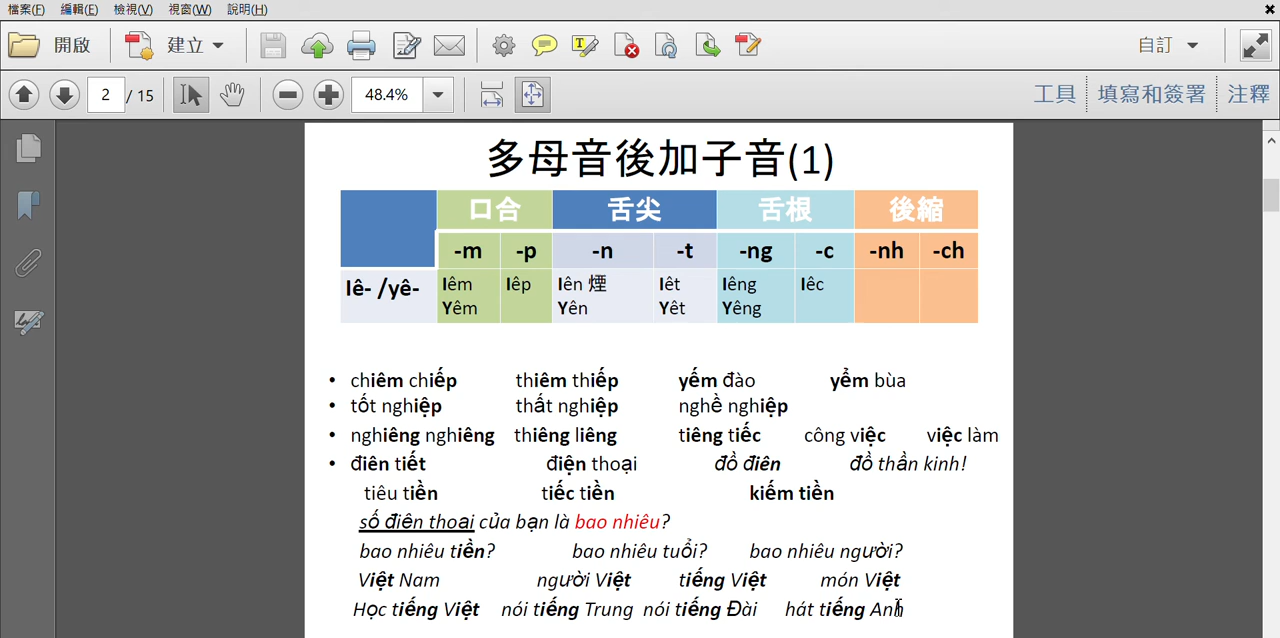 檔案(F) 編輯(E) 檢視(V) 視窗(W) 說明(H)
開啟 建立 自訂
2 / 15 48.4% 工具 填寫和簽署 注釋
多母音後加子音(1)
口合 舌尖 舌根 後縮
-m -p -n -t -ng -c -nh -ch
Iê- /yê- Iêm Iêp Iên 煙 Iêt Iêng Iêc
Yêm Yên Yêt Yêng
• chiêm chiếp thiêm thiếp yếm đào yểm bùa
• tốt nghiệp thất nghiệp nghề nghiệp
• nghiêng nghiêng thiêng liêng tiêng tiếc công việc việc làm
• điên tiết điện thoại đồ điên đồ thần kinh!
tiêu tiền tiếc tiền kiếm tiền
số điên thoại của bạn là bao nhiêu?
bao nhiêu tiền? bao nhiêu tuổi? bao nhiêu người?
Việt Nam người Việt tiếng Việt món Việt
Học tiếng Việt nói tiếng Trung nói tiếng Đài hát tiếng Anh